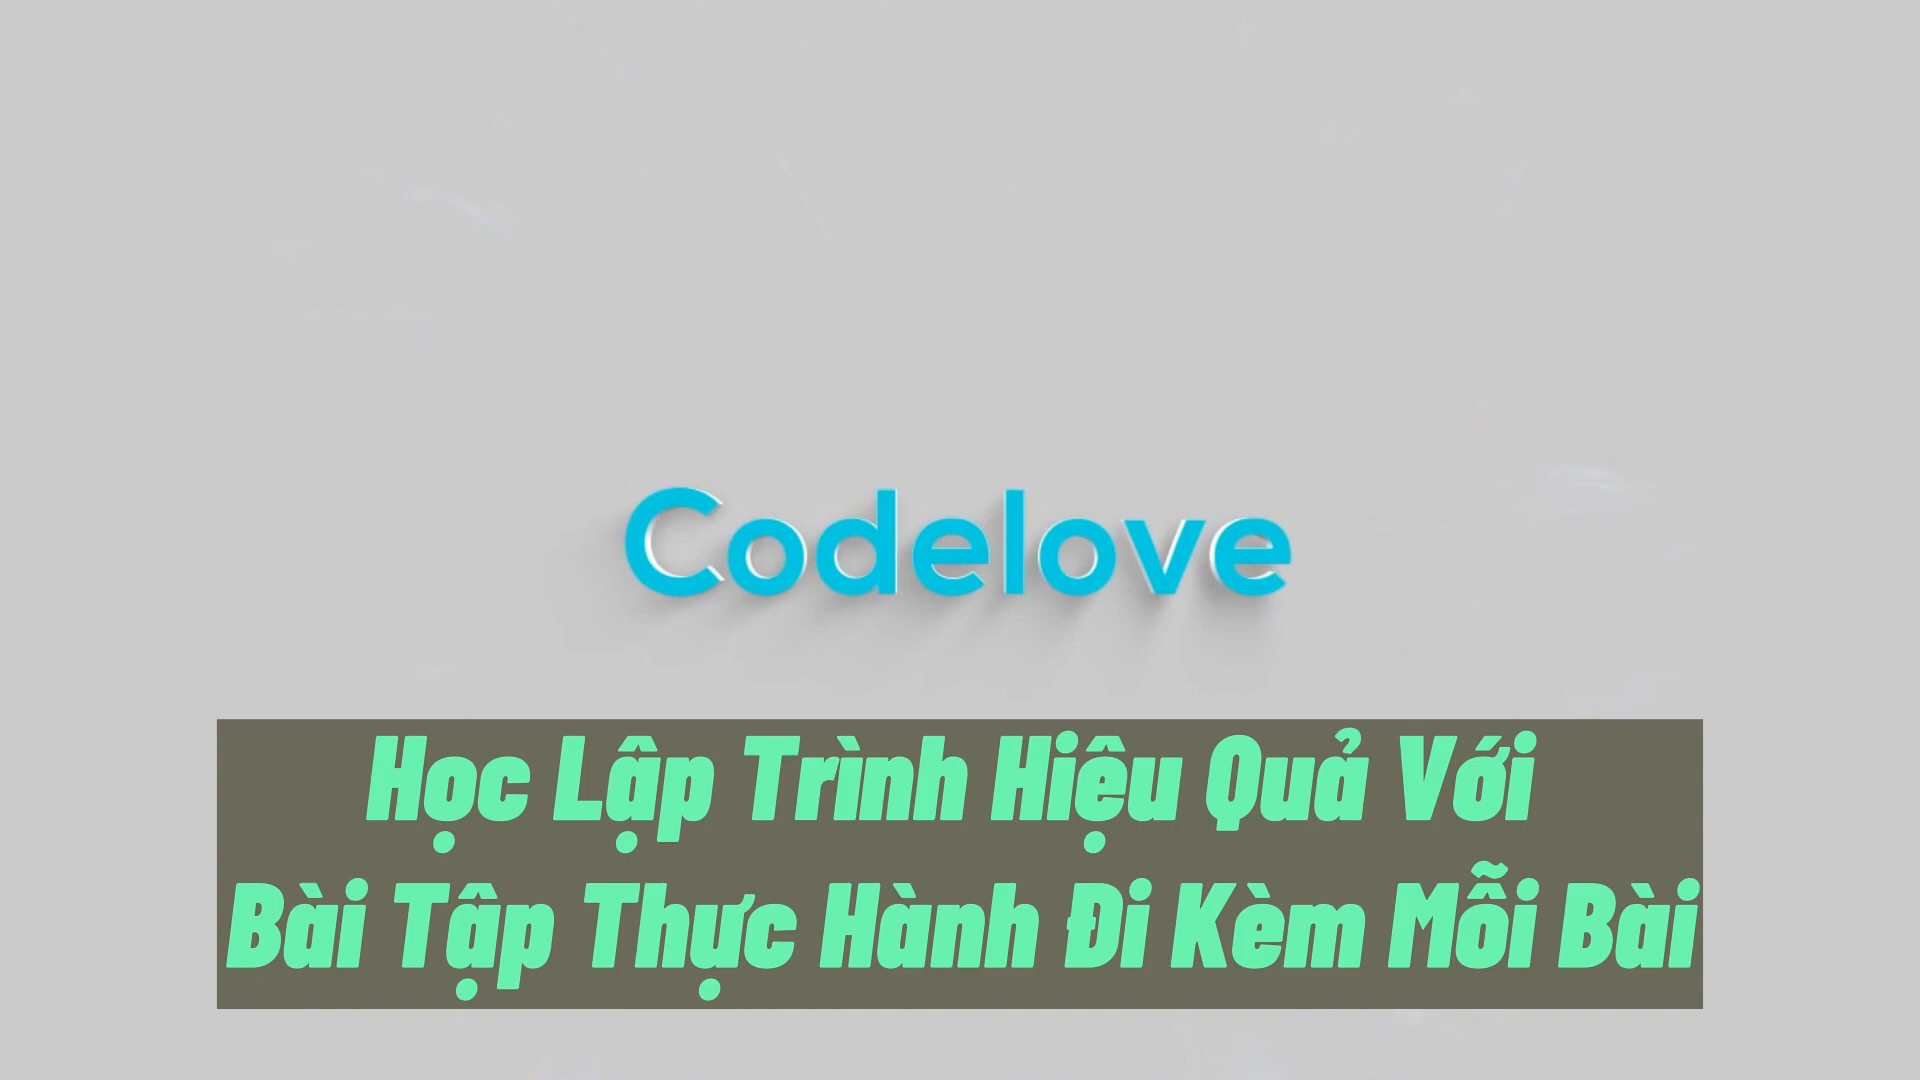 Codelove
Học Lập Trình Hiệu Quả Với
Bài Tập Thực Hành Đi Kèm Mỗi Bài